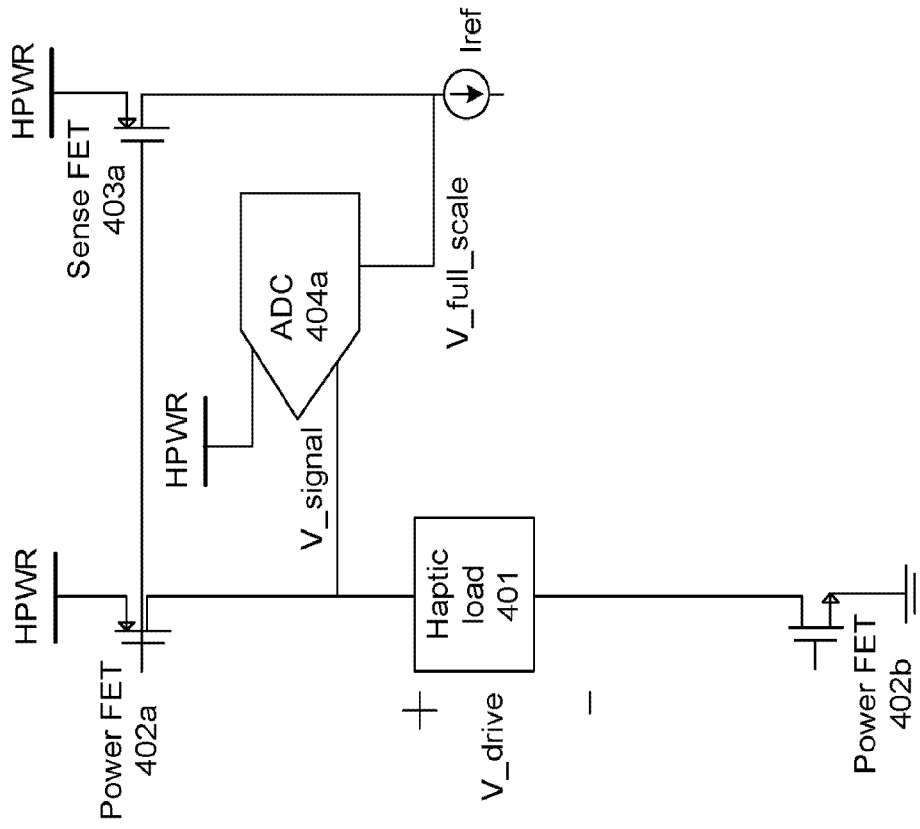 HPWR
Sense FET
403a
Iref
ADC
404a
V_full_scale
HPWR
V_signal
HPWR
Power FET
402a
Haptic
load
401
+
V_drive
–
Power FET
402b